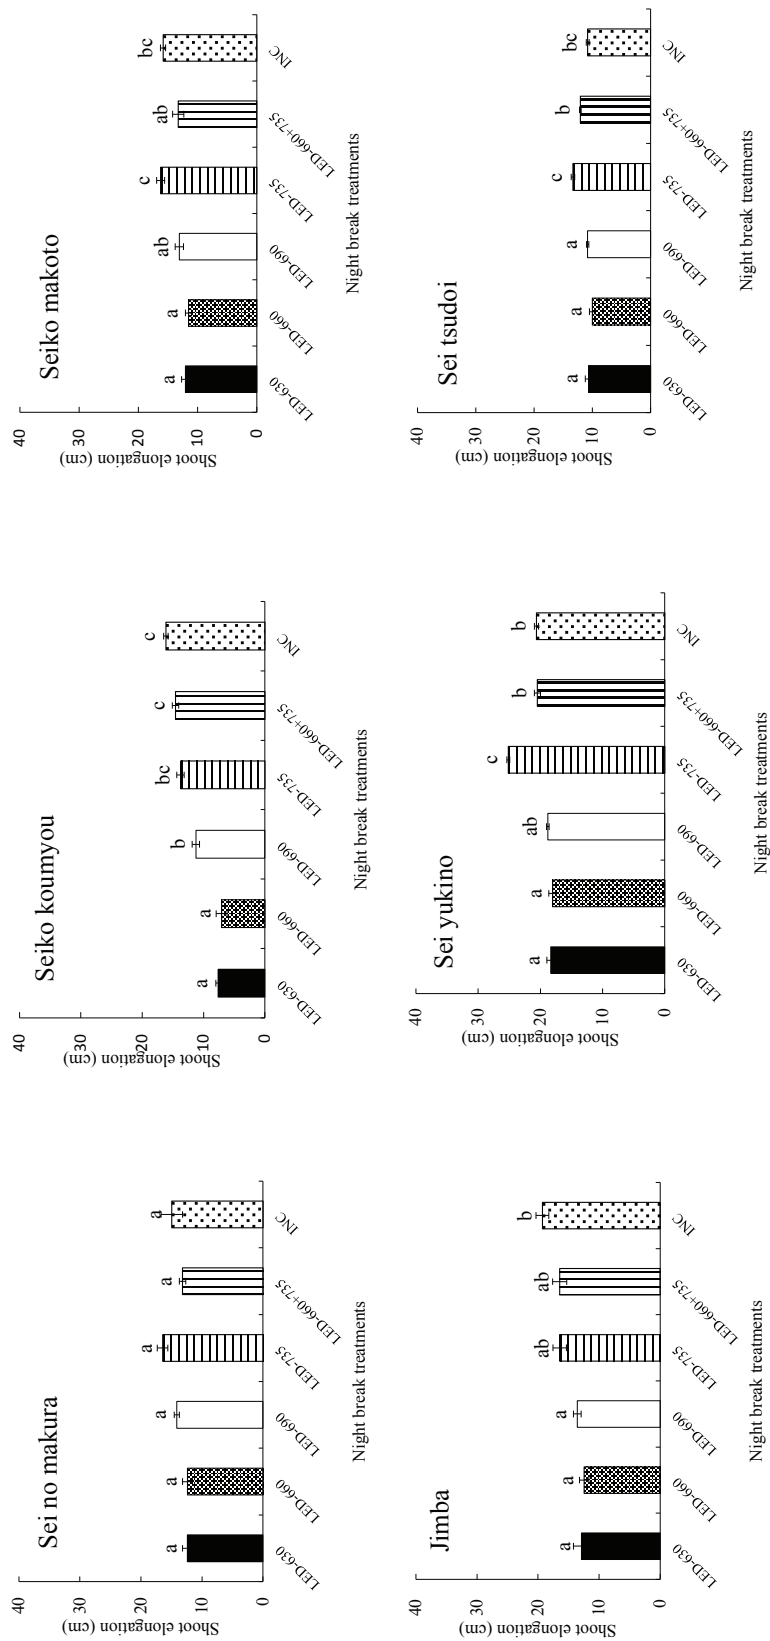 Sei no makura
Shoot elongation (cm)
40
30
20
10
0
a a a a a a
LED-630 LED-660 LED-690 LED-735 LED-660+735 INC
Night break treatments
Seiko koumyou
Shoot elongation (cm)
40
30
20
10
0
a a b bc c c
LED-630 LED-660 LED-690 LED-735 LED-660+735 INC
Night break treatments
Seiko makoto
Shoot elongation (cm)
40
30
20
10
0
a a ab c ab bc
LED-630 LED-660 LED-690 LED-735 LED-660+735 INC
Night break treatments
Jimba
Shoot elongation (cm)
40
30
20
10
0
a a a ab ab b
LED-630 LED-660 LED-690 LED-735 LED-660+735 INC
Night break treatments
Sei yukino
Shoot elongation (cm)
40
30
20
10
0
a a ab c b b
LED-630 LED-660 LED-690 LED-735 LED-660+735 INC
Night break treatments
Sei tsudoi
Shoot elongation (cm)
40
30
20
10
0
a a a c b bc
LED-630 LED-660 LED-690 LED-735 LED-660+735 INC
Night break treatments